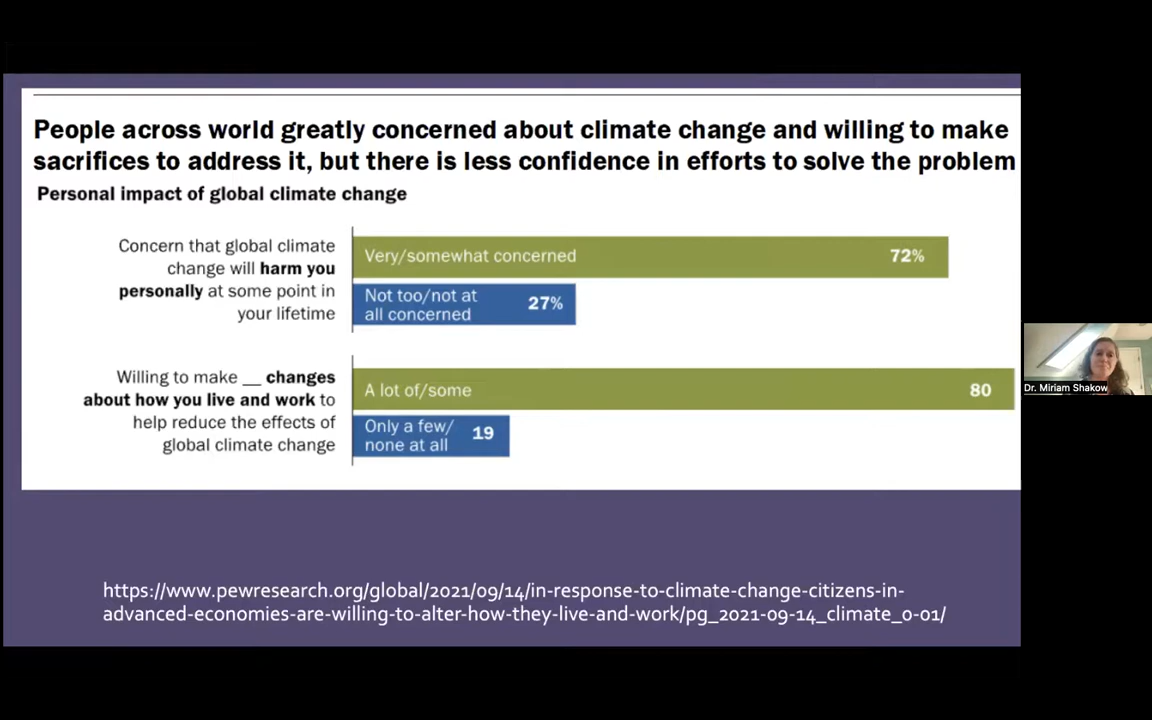 People across world greatly concerned about climate change and willing to make
sacrifices to address it, but there is less confidence in efforts to solve the problem
Personal impact of global climate change
Concern that global climate
change will harm you
personally at some point in
your lifetime
Very/somewhat concerned 72%
Not too/not at
all concerned 27%
Willing to make __ changes
about how you live and work to
help reduce the effects of
global climate change
A lot of/some 80
Only a few/
none at all 19
https://www.pewresearch.org/global/2021/09/14/in-response-to-climate-change-citizens-in-
advanced-economies-are-willing-to-alter-how-they-live-and-work/pg_2021-09-14_climate_0-01/
Dr. Miriam Shakow